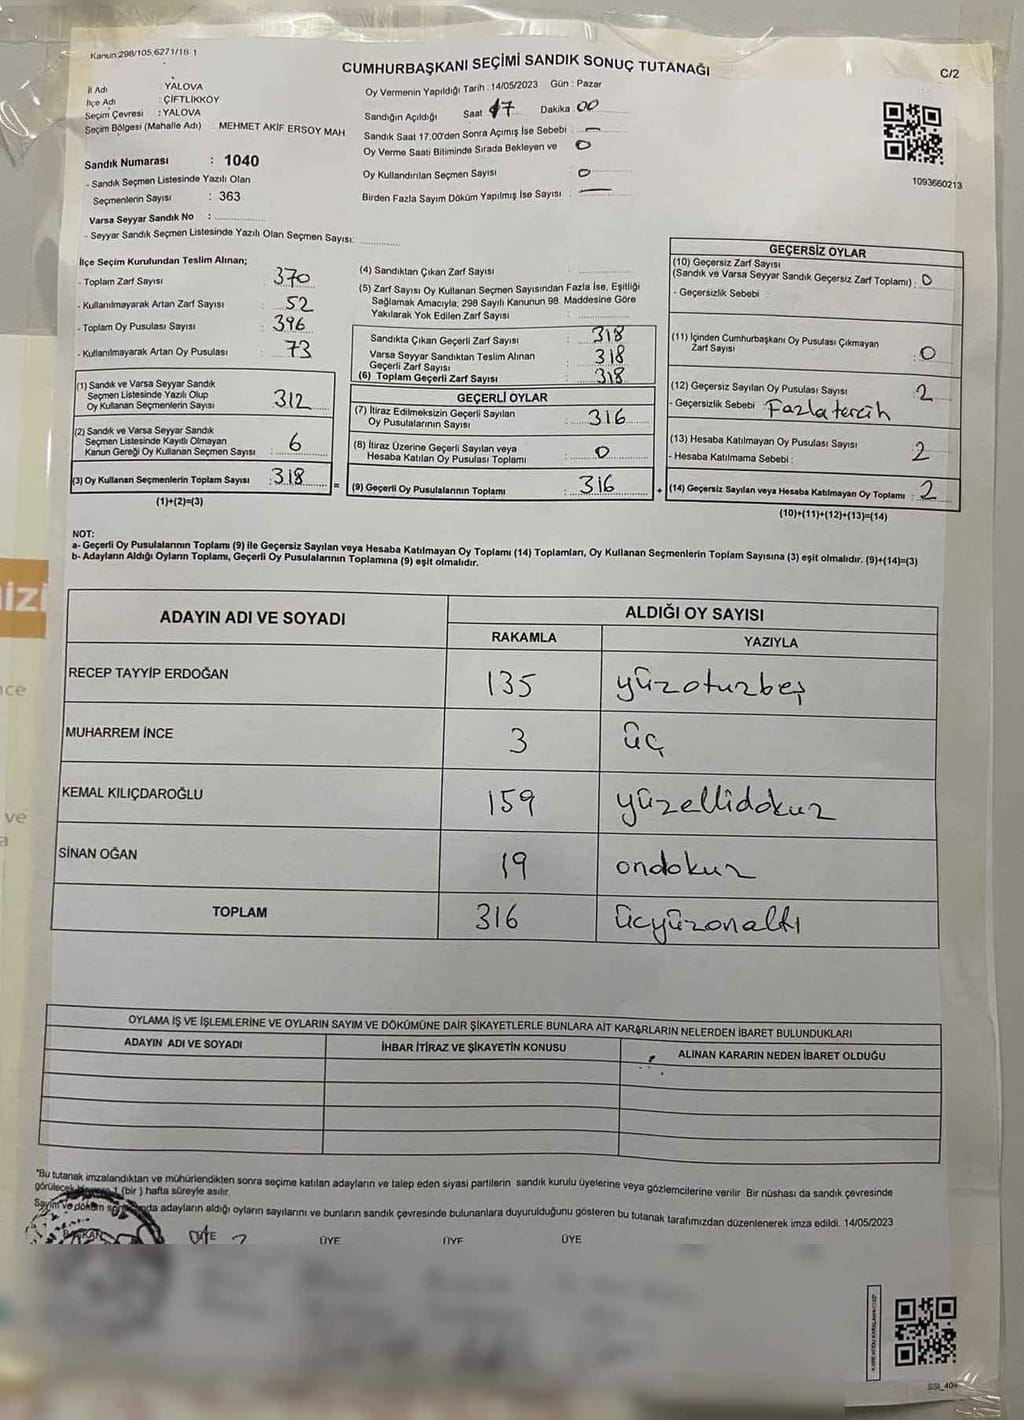 Kanun:298/105,6271/18-1
CUMHURBAŞKANI SEÇİMİ SANDIK SONUÇ TUTANAĞI
C/2
İl Adı : YALOVA
İlçe Adı : ÇİFTLİKKÖY
Seçim Çevresi : YALOVA
Seçim Bölgesi (Mahalle Adı) : MEHMET AKİF ERSOY MAH
Sandık Numarası : 1040
- Sandık Seçmen Listesinde Yazılı Olan
Seçmenlerin Sayısı : 363
Varsa Seyyar Sandık No :
- Seyyar Sandık Seçmen Listesinde Yazılı Olan Seçmen Sayısı:
Oy Vermenin Yapıldığı Tarih : 14/05/2023 Gün : Pazar
Sandığın Açıldığı Saat 17 Dakika 00
Sandık Saat 17:00'den Sonra Açımış İse Sebebi : —
Oy Verme Saati Bitiminde Sırada Bekleyen ve : 0
Oy Kullandırılan Seçmen Sayısı : 0
Birden Fazla Sayım Döküm Yapılmış İse Sayısı : —
1093660213
İlçe Seçim Kurulundan Teslim Alınan;
- Toplam Zarf Sayısı : 370
- Kullanılmayarak Artan Zarf Sayısı : 52
- Toplam Oy Pusulası Sayısı : 396
- Kullanılmayarak Artan Oy Pusulası : 73
(1) Sandık ve Varsa Seyyar Sandık
Seçmen Listesinde Yazılı Olup
Oy Kullanan Seçmenlerin Sayısı : 312
(2) Sandık ve Varsa Seyyar Sandık
Seçmen Listesinde Kayıtlı Olmayan
Kanun Gereği Oy Kullanan Seçmen Sayısı : 6
(3) Oy Kullanan Seçmenlerin Toplam Sayısı : 318
(1)+(2)=(3)
=
(4) Sandıktan Çıkan Zarf Sayısı :
(5) Zarf Sayısı Oy Kullanan Seçmen Sayısından Fazla İse, Eşitliği
Sağlamak Amacıyla; 298 Sayılı Kanunun 98. Maddesine Göre
Yakılarak Yok Edilen Zarf Sayısı :
Sandıkta Çıkan Geçerli Zarf Sayısı : 318
Varsa Seyyar Sandıktan Teslim Alınan
Geçerli Zarf Sayısı : 318
(6) Toplam Geçerli Zarf Sayısı : 318
GEÇERLİ OYLAR
(7) İtiraz Edilmeksizin Geçerli Sayılan
Oy Pusulalarının Sayısı : 316
(8) İtiraz Üzerine Geçerli Sayılan veya
Hesaba Katılan Oy Pusulası Toplamı : 0
(9) Geçerli Oy Pusulalarının Toplamı : 316
+
GEÇERSİZ OYLAR
(10) Geçersiz Zarf Sayısı
(Sandık ve Varsa Seyyar Sandık Geçersiz Zarf Toplamı) : 0
- Geçersizlik Sebebi :
(11) İçinden Cumhurbaşkanı Oy Pusulası Çıkmayan
Zarf Sayısı : 0
(12) Geçersiz Sayılan Oy Pusulası Sayısı : 2
- Geçersizlik Sebebi : Fazla tercih
(13) Hesaba Katılmayan Oy Pusulası Sayısı : 2
- Hesaba Katılmama Sebebi :
(14) Geçersiz Sayılan veya Hesaba Katılmayan Oy Toplamı : 2
(10)+(11)+(12)+(13)=(14)
NOT:
a- Geçerli Oy Pusulalarının Toplamı (9) ile Geçersiz Sayılan veya Hesaba Katılmayan Oy Toplamı (14) Toplamları, Oy Kullanan Seçmenlerin Toplam Sayısına (3) eşit olmalıdır. (9)+(14)=(3)
b- Adayların Aldığı Oyların Toplamı, Geçerli Oy Pusulalarının Toplamına (9) eşit olmalıdır.
ADAYIN ADI VE SOYADI ALDIĞI OY SAYISI
RAKAMLA YAZIYLA
RECEP TAYYİP ERDOĞAN 135 yüzotuzbeş
MUHARREM İNCE 3 üç
KEMAL KILIÇDAROĞLU 159 yüzellidokuz
SİNAN OĞAN 19 ondokuz
TOPLAM 316 üçyüzonaltı
OYLAMA İŞ VE İŞLEMLERİNE VE OYLARIN SAYIM VE DÖKÜMÜNE DAİR ŞİKAYETLERLE BUNLARA AİT KARARLARIN NELERDEN İBARET BULUNDUKLARI
ADAYIN ADI VE SOYADI İHBAR İTİRAZ VE ŞİKAYETİN KONUSU ALINAN KARARIN NEDEN İBARET OLDUĞU
"Bu tutanak imzalandıktan ve mühürlendikten sonra seçime katılan adayların ve talep eden siyasi partilerin sandık kurulu üyelerine veya gözlemcilerine verilir. Bir nüshası da sandık çevresinde
görülecek 1 (bir ) hafta süreyle asılır.
Sayım ve döküm adayların aldığı oyların sayılarını ve bunların sandık çevresinde bulunanlara duyurulduğunu gösteren bu tutanak tarafımızdan düzenlenerek imza edildi. 14/05/2023
BAŞKAN ÜYE ÜYE ÜYE ÜYE
ize
nce
ve
a